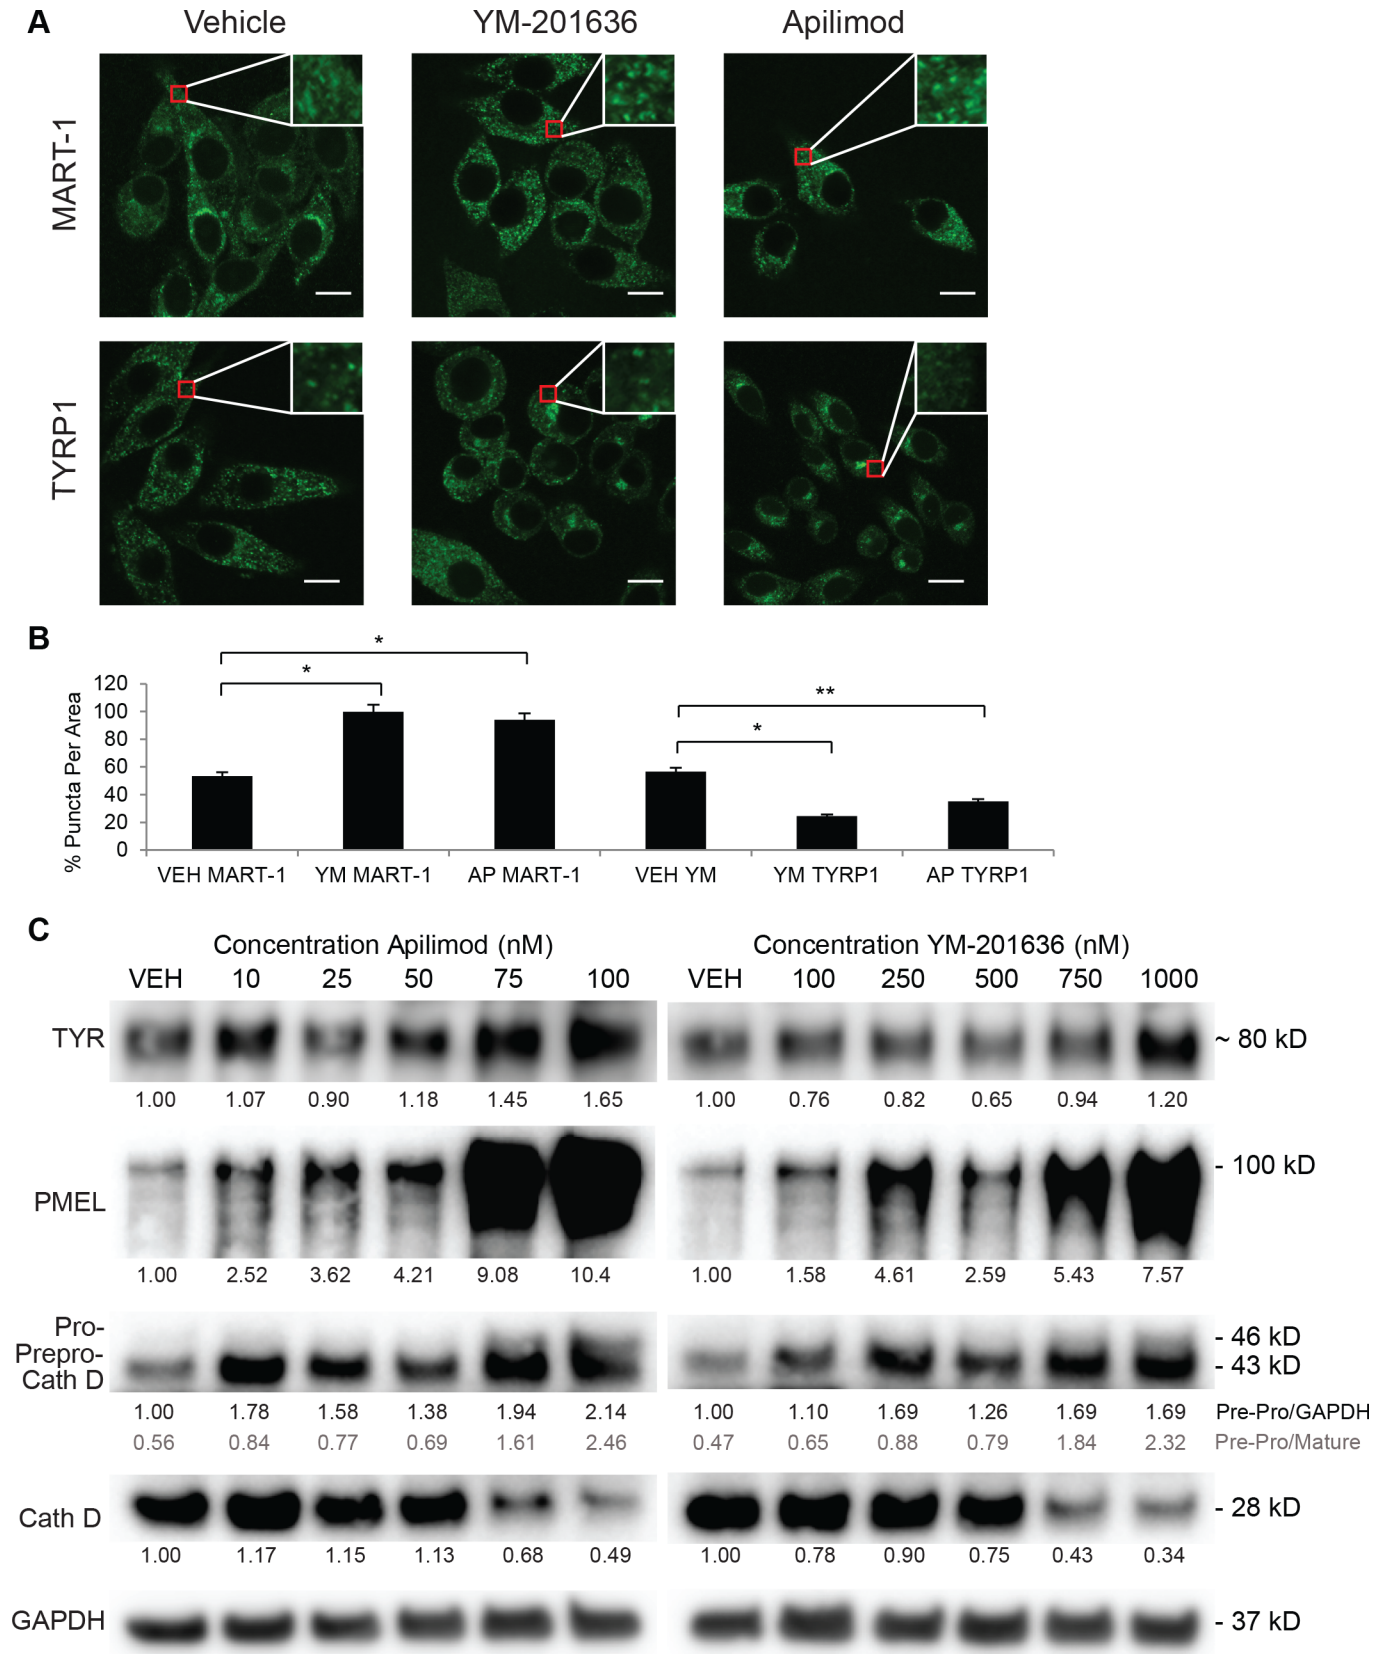 A
Vehicle YM-201636 Apilimod
MART-1
TYRP1
B
* 
*
**
*
% Puncta Per Area
120
100
80
60
40
20
0
VEH MART-1 YM MART-1 AP MART-1 VEH YM YM TYRP1 AP TYRP1
C
Concentration Apilimod (nM) Concentration YM-201636 (nM)
VEH 10 25 50 75 100 VEH 100 250 500 750 1000
TYR ~ 80 kD
1.00 1.07 0.90 1.18 1.45 1.65 1.00 0.76 0.82 0.65 0.94 1.20
- 100 kD
PMEL
1.00 2.52 3.62 4.21 9.08 10.4 1.00 1.58 4.61 2.59 5.43 7.57
Pro-
- 46 kD
Prepro-
Cath D - 43 kD
1.00 1.78 1.58 1.38 1.94 2.14 1.00 1.10 1.69 1.26 1.69 1.69 Pre-Pro/GAPDH
0.56 0.84 0.77 0.69 1.61 2.46 0.47 0.65 0.88 0.79 1.84 2.32 Pre-Pro/Mature
Cath D - 28 kD
1.00 1.17 1.15 1.13 0.68 0.49 1.00 0.78 0.90 0.75 0.43 0.34
GAPDH - 37 kD